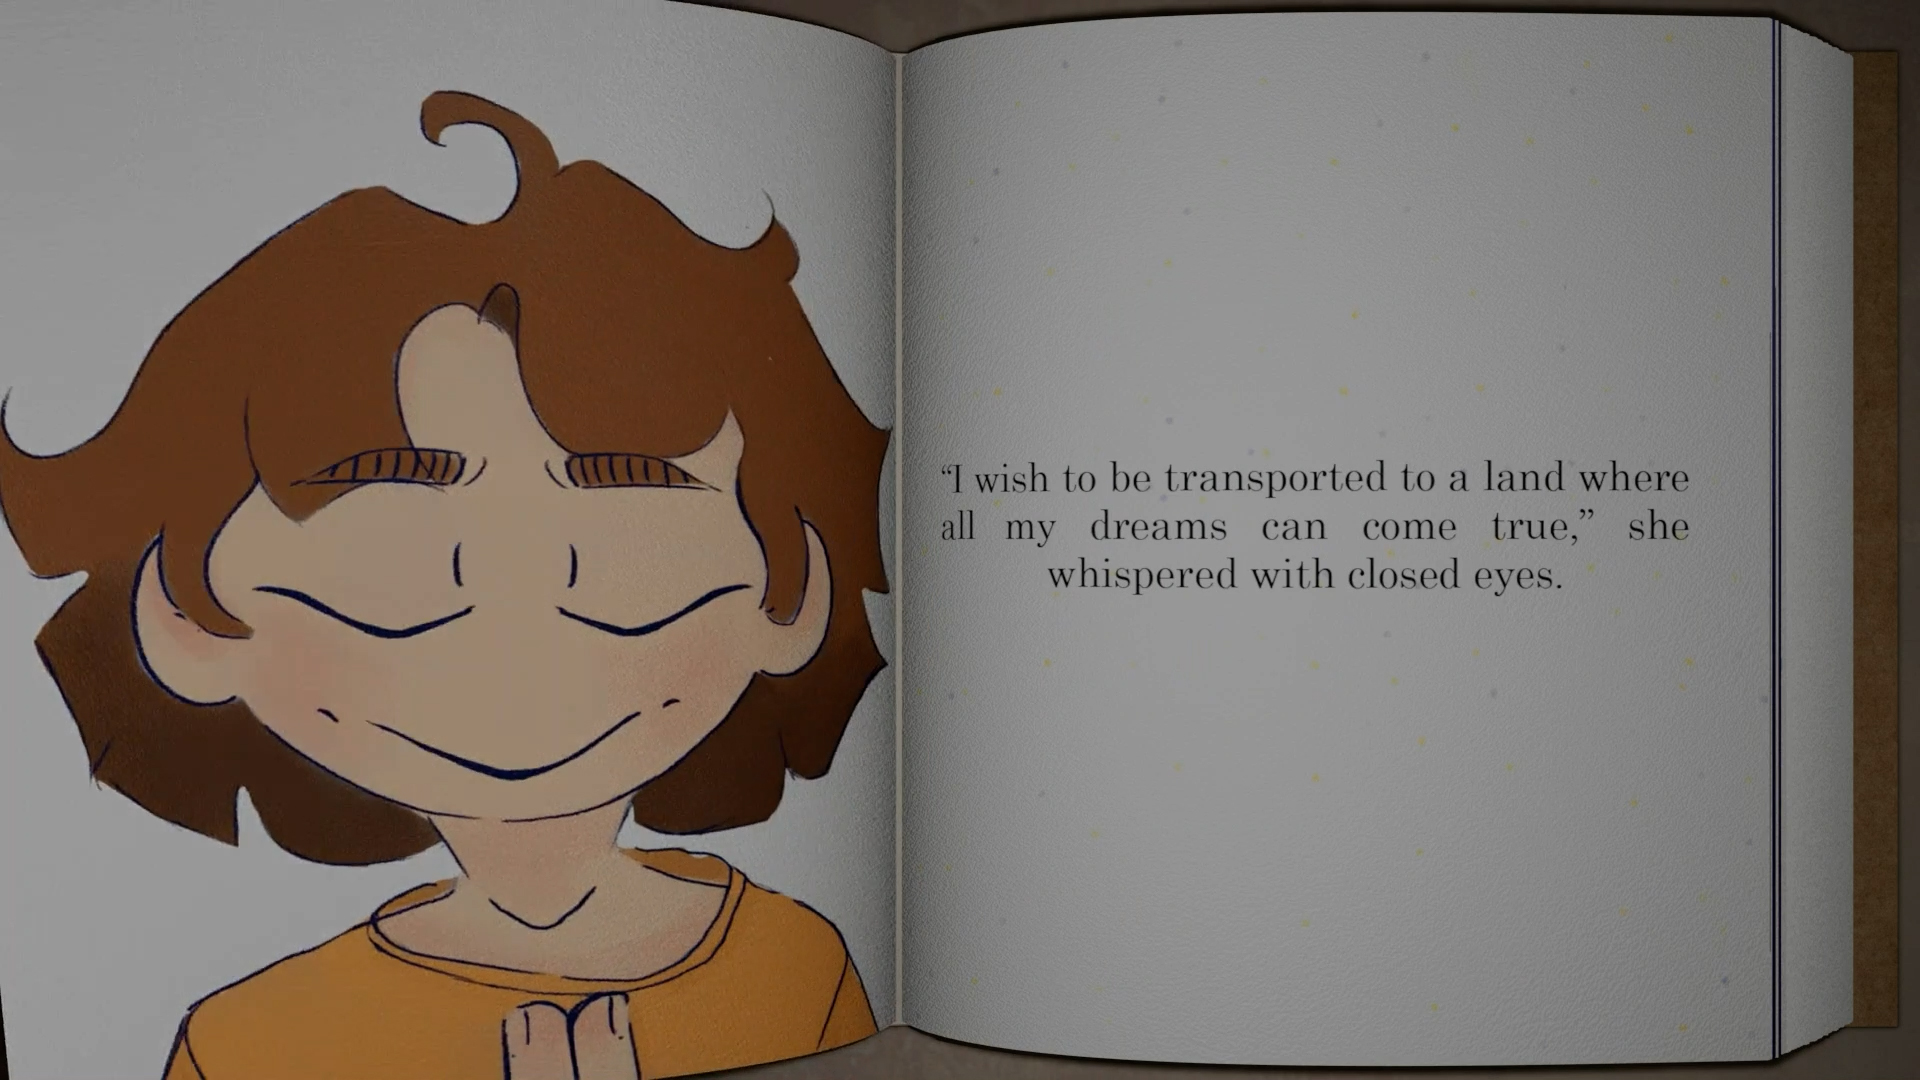 “I wish to be transported to a land where
all my dreams can come true,” she
whispered with closed eyes.